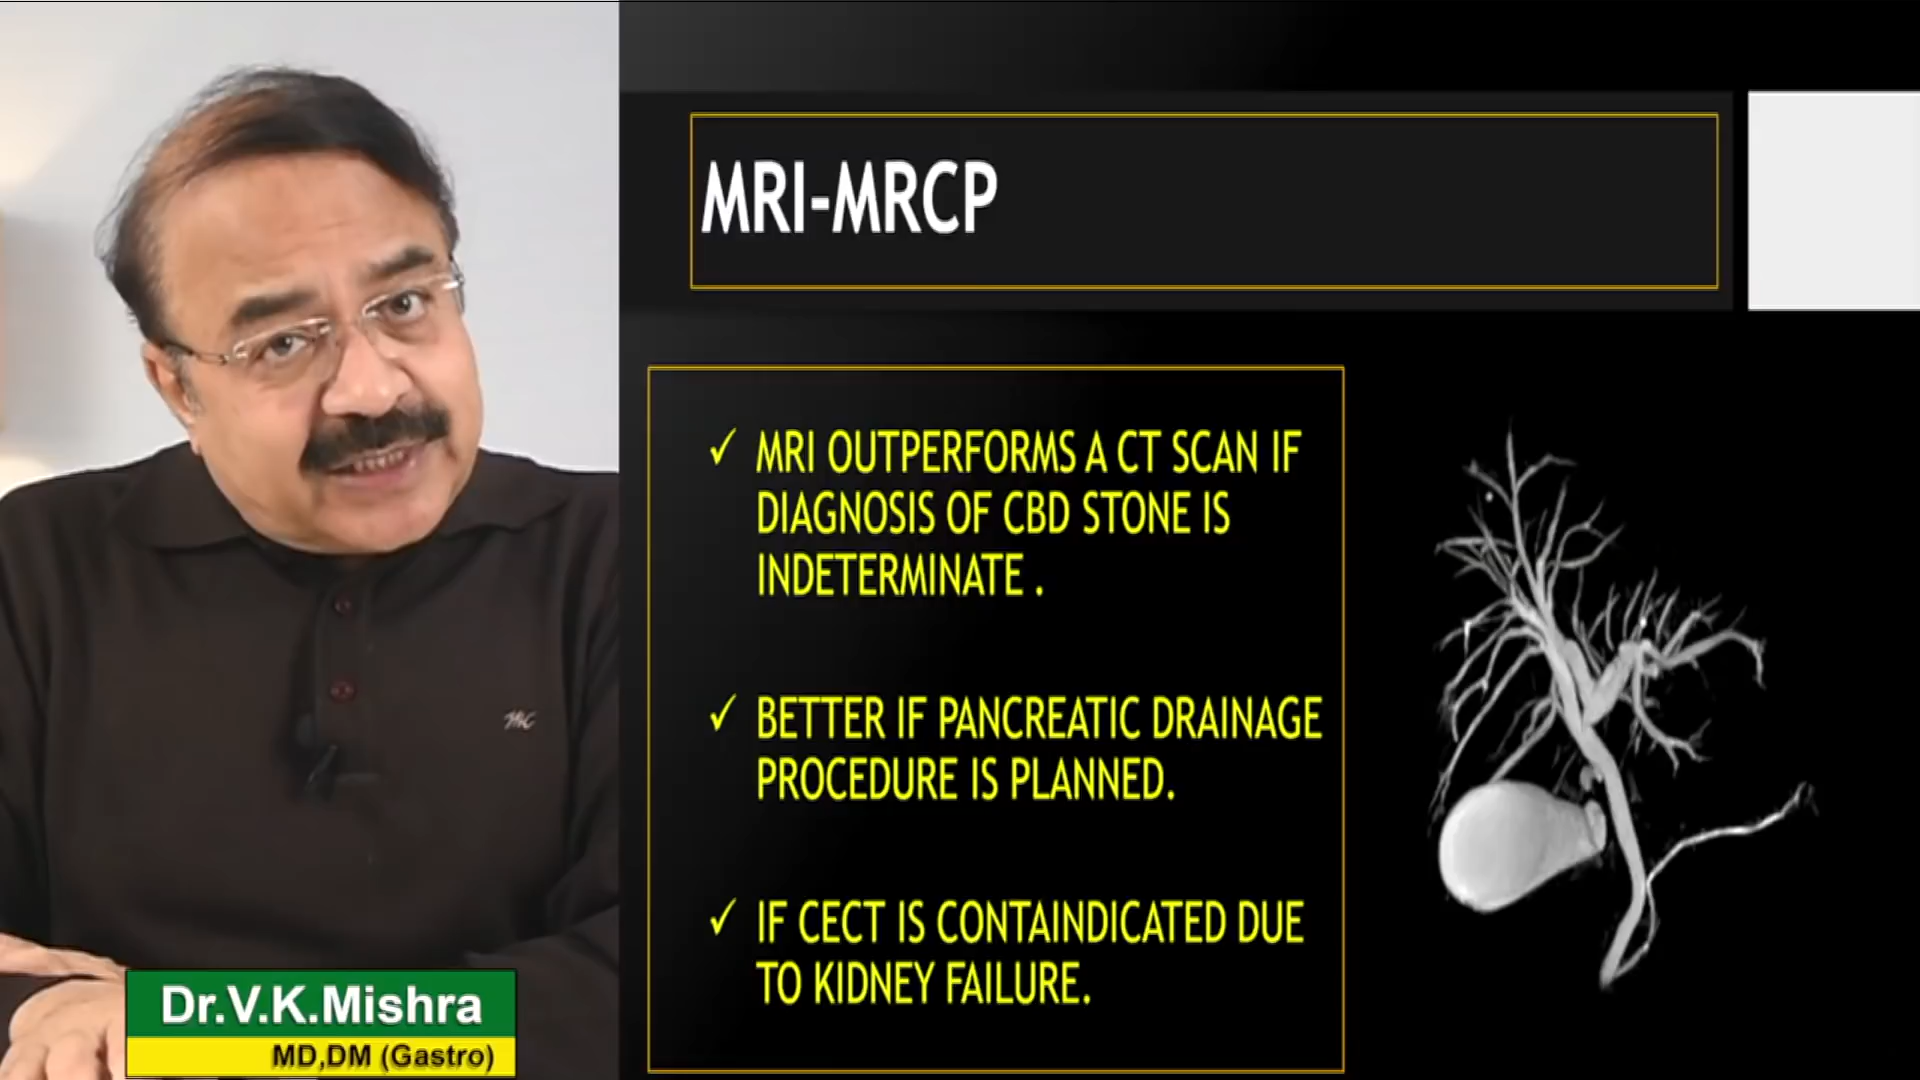 MRI-MRCP
✓ MRI OUTPERFORMS A CT SCAN IF
DIAGNOSIS OF CBD STONE IS
INDETERMINATE .
✓ BETTER IF PANCREATIC DRAINAGE
PROCEDURE IS PLANNED.
✓ IF CECT IS CONTAINDICATED DUE
TO KIDNEY FAILURE.
Dr.V.K.Mishra
MD,DM (Gastro)